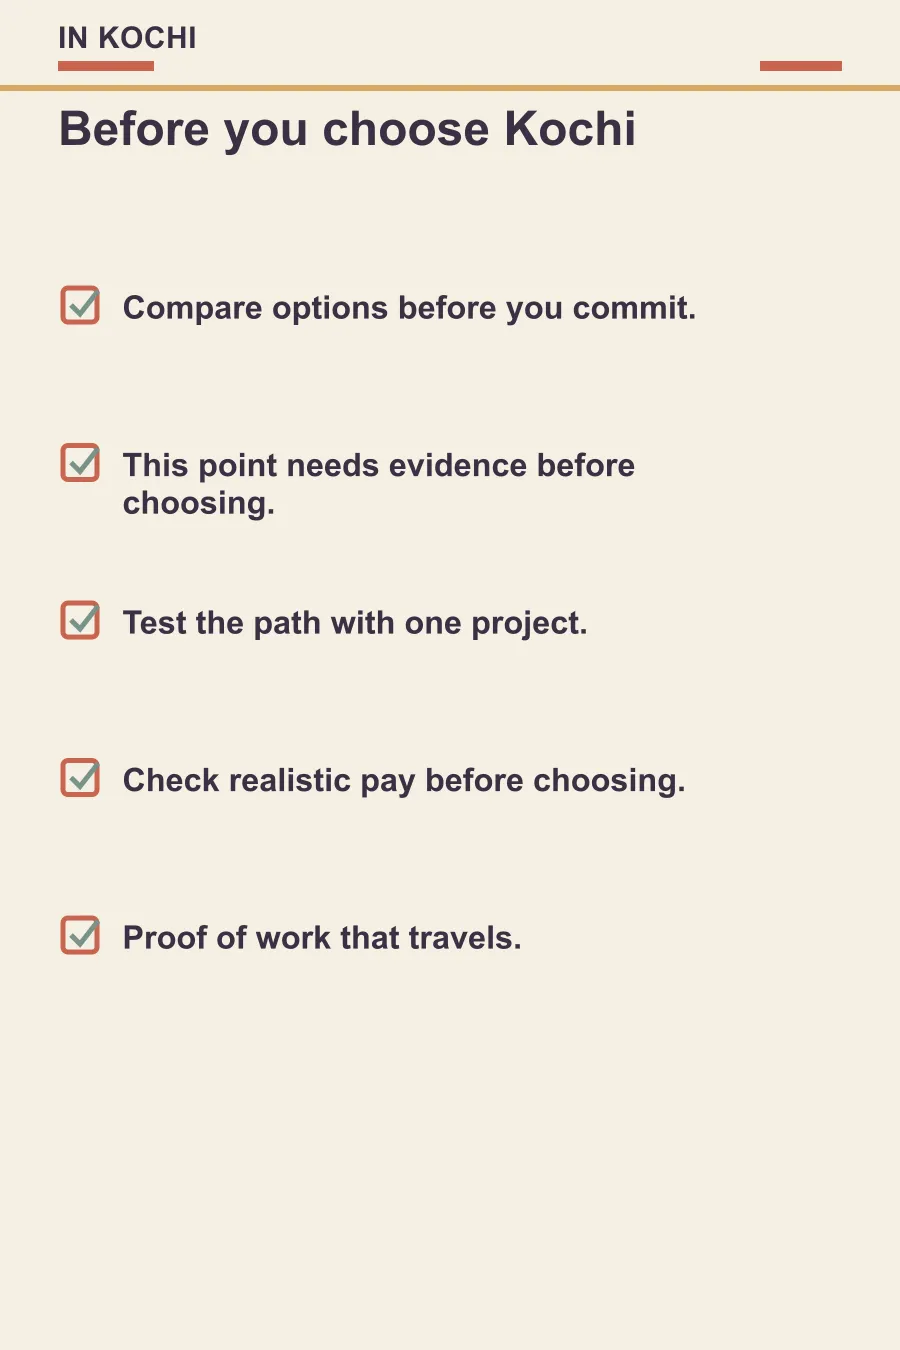 IN KOCHI
Before you choose Kochi
Compare options before you commit.
This point needs evidence before
choosing.
Test the path with one project.
Check realistic pay before choosing.
Proof of work that travels.